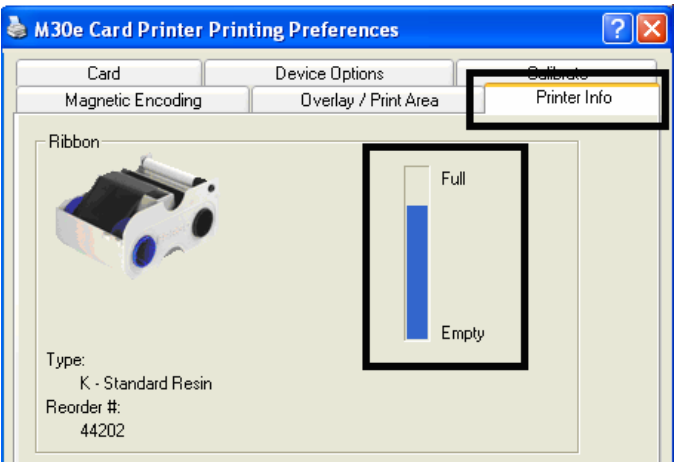 M30e Card Printer Printing Preferences
Card
Device Options
Calibrate
Magnetic Encoding
Overlay / Print Area
Printer Info
Ribbon
Full
Empty
Type:
K - Standard Resin
Reorder #:
44202